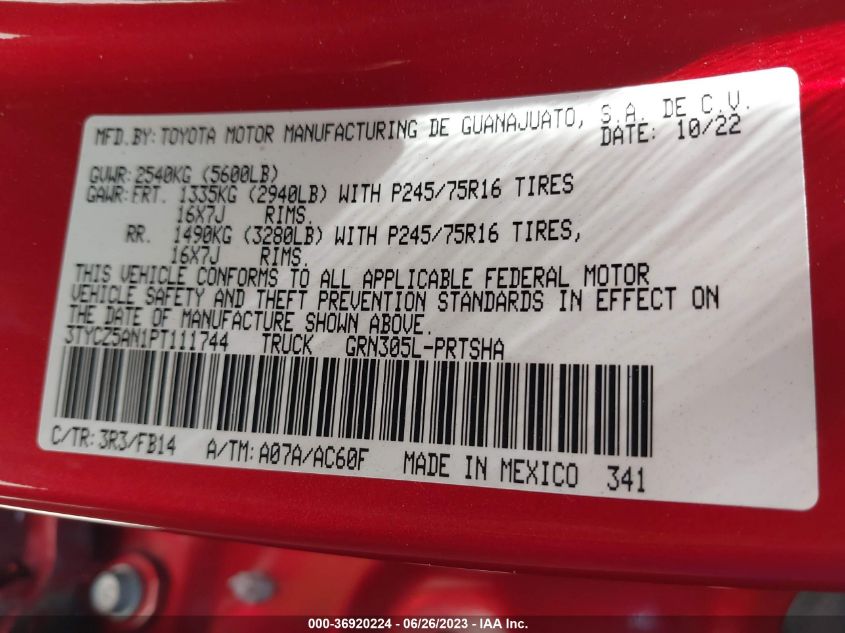 MFD.BY:TOYOTA MOTOR MANUFACTURING DE GUANAJUATO, S.A. DE C.V.
DATE: 10/22
GVWR:2540KG (5600LB)
GAWR:FRT. 1335KG (2940LB) WITH P245/75R16 TIRES
16X7J RIMS.
RR. 1490KG (3280LB) WITH P245/75R16 TIRES,
16X7J RIMS.
THIS VEHICLE CONFORMS TO ALL APPLICABLE FEDERAL MOTOR
VEHICLE SAFETY AND THEFT PREVENTION STANDARDS IN EFFECT ON
THE DATE OF MANUFACTURE SHOWN ABOVE.
3TYCZ5AN1PT111744 TRUCK GRN305L-PRTSHA
C/TR:3R3/FB14 A/TM:A07A/AC60F MADE IN MEXICO 341
000-36920224 - 06/26/2023 - IAA Inc.